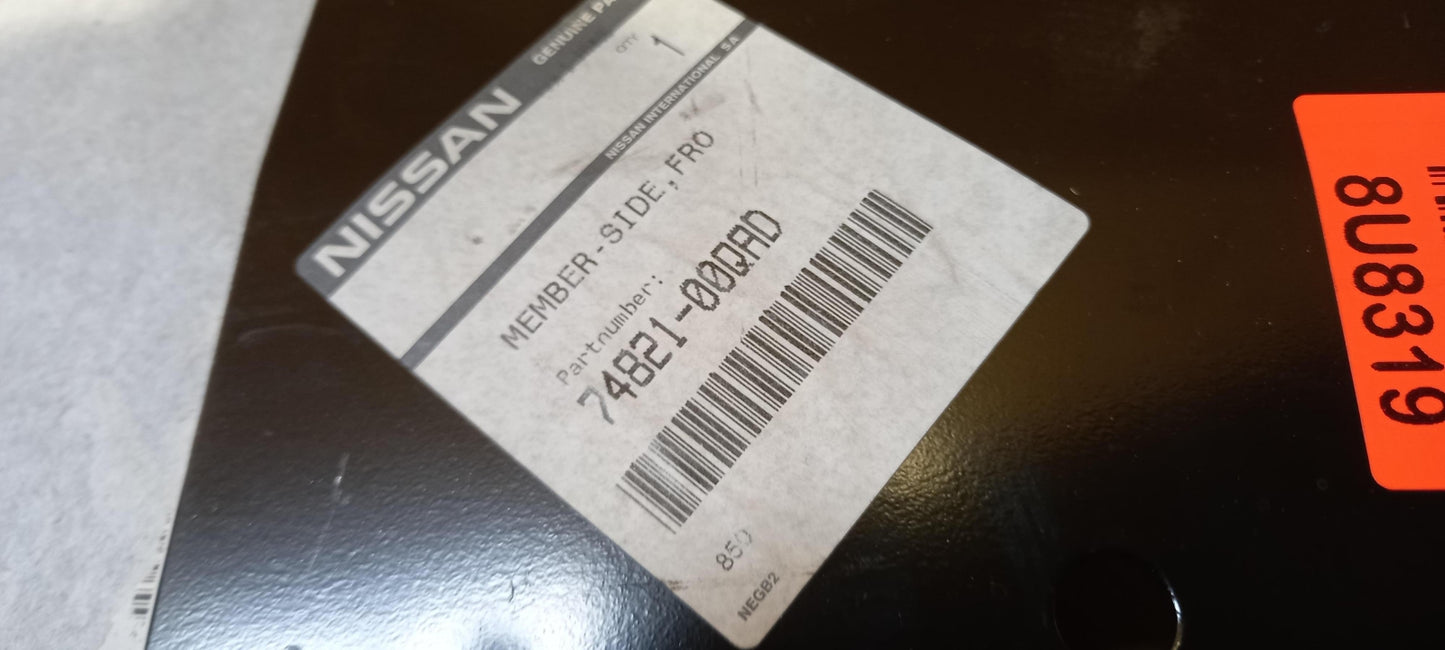 NISSAN
GENUINE PA
QTY
1
NISSAN INTERNATIONAL SA
MEMBER-SIDE,FRO
Partnumber:
74821-00QAD
850
NEGB2
8U8319